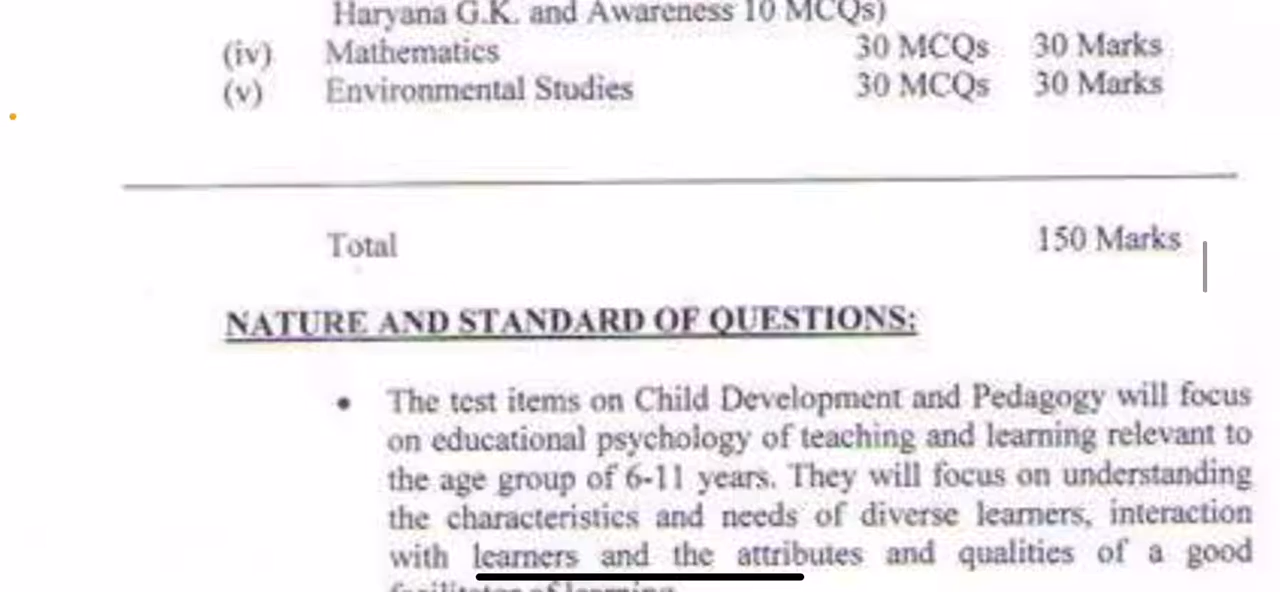 Haryana G.K. and Awareness 10 MCQs)
(iv) Mathematics 30 MCQs 30 Marks
(v) Environmental Studies 30 MCQs 30 Marks
Total 150 Marks
NATURE AND STANDARD OF QUESTIONS:
• The test items on Child Development and Pedagogy will focus
on educational psychology of teaching and learning relevant to
the age group of 6-11 years. They will focus on understanding
the characteristics and needs of diverse learners, interaction
with learners and the attributes and qualities of a good
facilitator of learning.